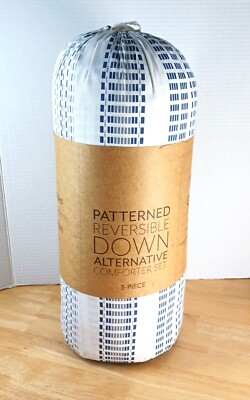 PATTERNED
REVERSIBLE
DOWN
ALTERNATIVE
COMFORTER SET
3-PIECE